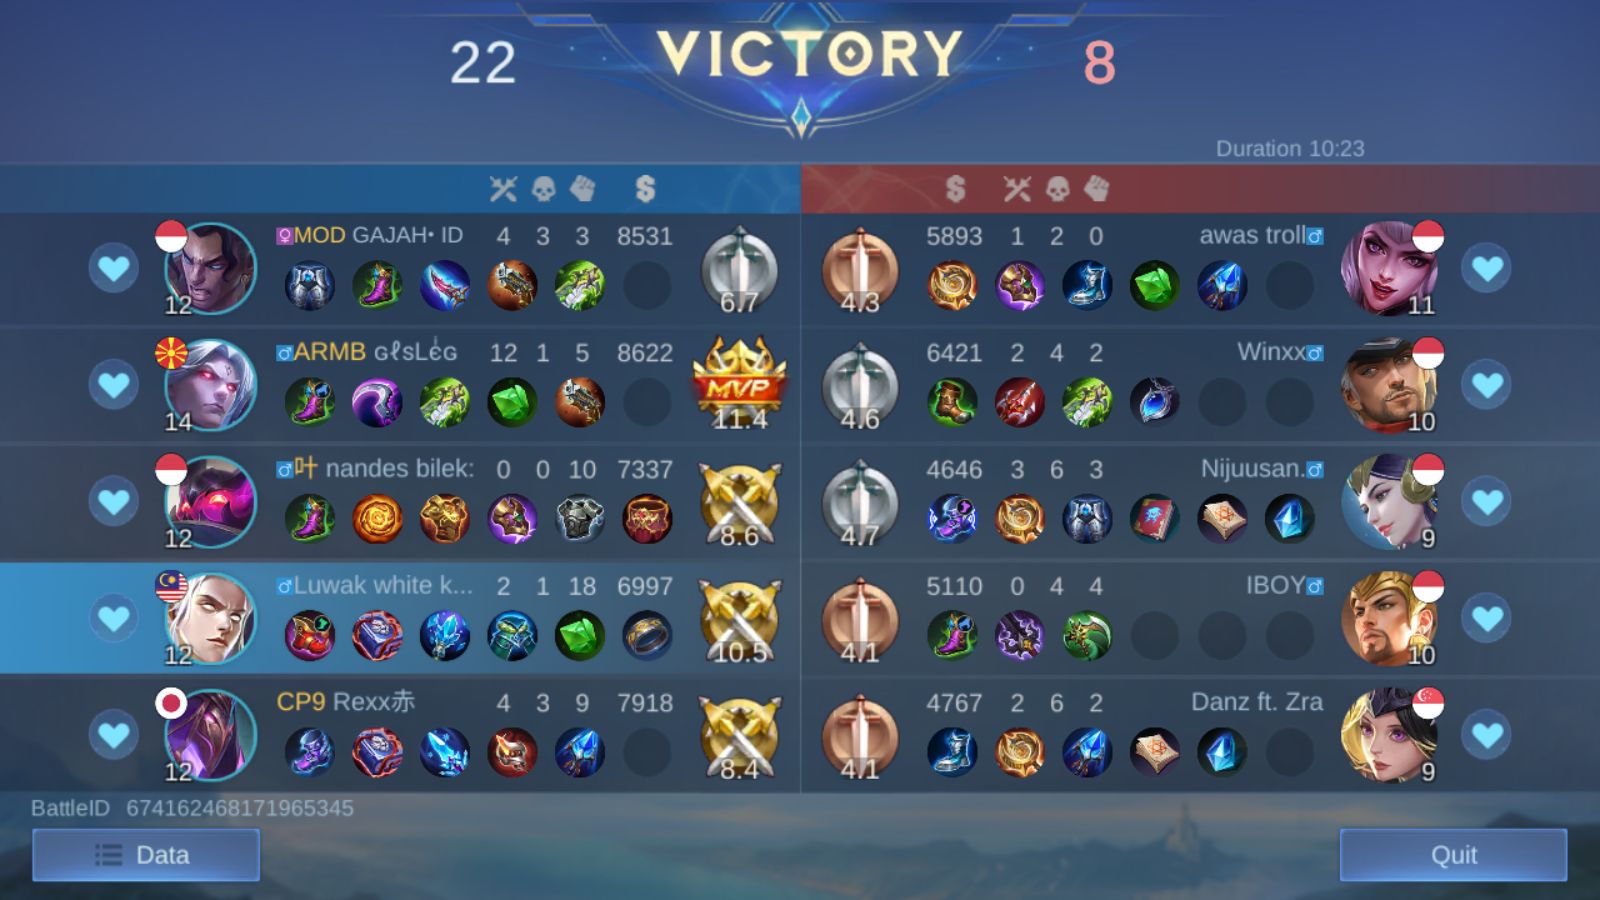 22 VICTORY 8
Duration 10:23
MOD GAJAH• ID 4 3 3 8531
12 6.7
5893 1 2 0 awas troll
4.3 11
ARMB ɢℓsLėɢ 12 1 5 8622
14 MVP 11.4
6421 2 4 2 Winxx
4.6 10
叶 nandes bilek: 0 0 10 7337
12 8.6
4646 3 6 3 Nijuusan.
4.7 9
Luwak white k... 2 1 18 6997
12 10.5
5110 0 4 4 IBOY
4.1 10
CP9 Rexx赤 4 3 9 7918
12 8.4
4767 2 6 2 Danz ft. Zra
4.1 9
BattleID 674162468171965345
Data Quit